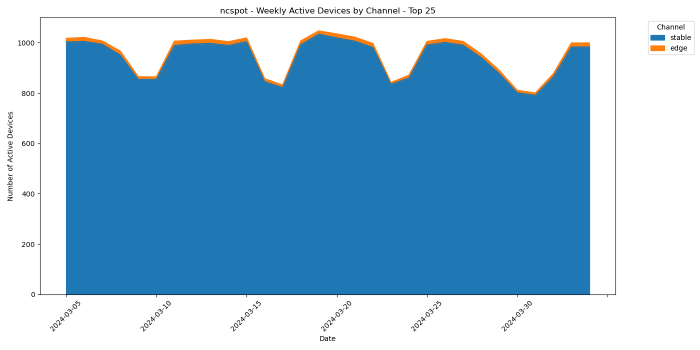 ncspot - Weekly Active Devices by Channel - Top 25
Channel
stable
edge
Number of Active Devices
1000
800
600
400
200
0
2024-03-05
2024-03-10
2024-03-15
2024-03-20
2024-03-25
2024-03-30
Date